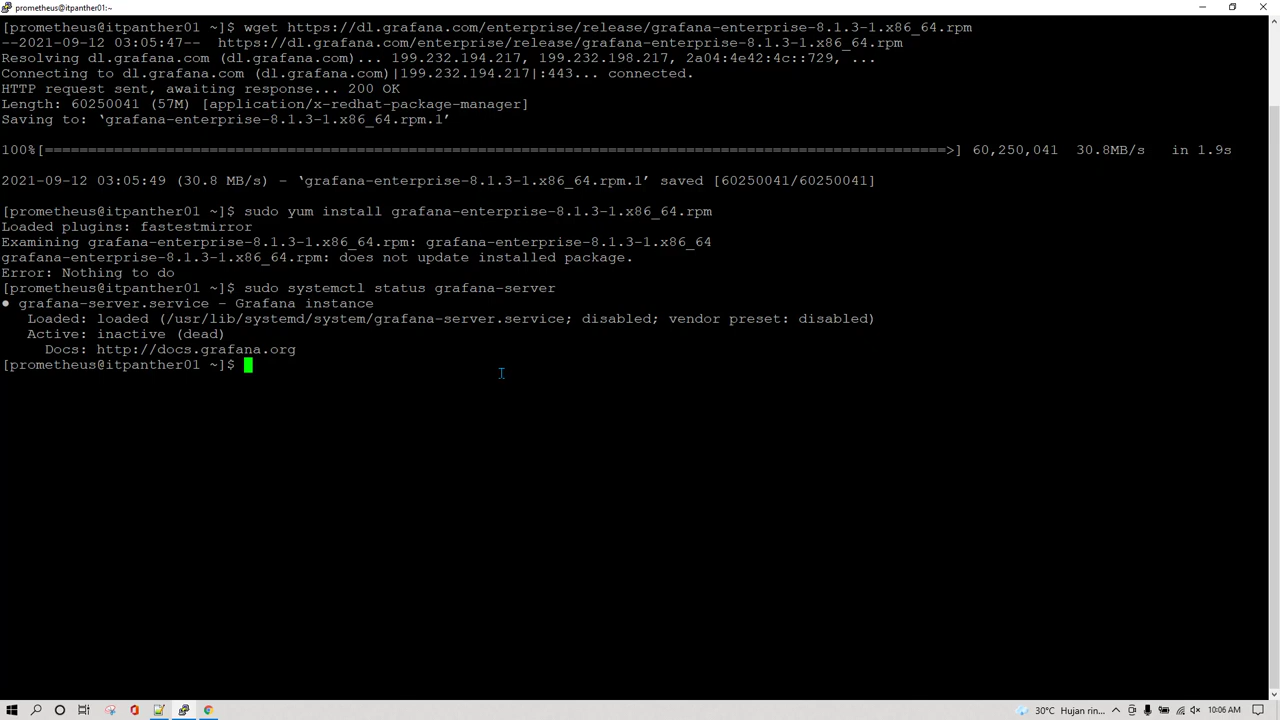 prometheus@itpanther01:~
[prometheus@itpanther01 ~]$ wget https://dl.grafana.com/enterprise/release/grafana-enterprise-8.1.3-1.x86_64.rpm
--2021-09-12 03:05:47--  https://dl.grafana.com/enterprise/release/grafana-enterprise-8.1.3-1.x86_64.rpm
Resolving dl.grafana.com (dl.grafana.com)... 199.232.194.217, 199.232.198.217, 2a04:4e42:4c::729, ...
Connecting to dl.grafana.com (dl.grafana.com)|199.232.194.217|:443... connected.
HTTP request sent, awaiting response... 200 OK
Length: 60250041 (57M) [application/x-redhat-package-manager]
Saving to: ‘grafana-enterprise-8.1.3-1.x86_64.rpm.1’
100%[========================================================================================================>] 60,250,041  30.8MB/s   in 1.9s
2021-09-12 03:05:49 (30.8 MB/s) - ‘grafana-enterprise-8.1.3-1.x86_64.rpm.1’ saved [60250041/60250041]
[prometheus@itpanther01 ~]$ sudo yum install grafana-enterprise-8.1.3-1.x86_64.rpm
Loaded plugins: fastestmirror
Examining grafana-enterprise-8.1.3-1.x86_64.rpm: grafana-enterprise-8.1.3-1.x86_64
grafana-enterprise-8.1.3-1.x86_64.rpm: does not update installed package.
Error: Nothing to do
[prometheus@itpanther01 ~]$ sudo systemctl status grafana-server
● grafana-server.service - Grafana instance
   Loaded: loaded (/usr/lib/systemd/system/grafana-server.service; disabled; vendor preset: disabled)
   Active: inactive (dead)
     Docs: http://docs.grafana.org
[prometheus@itpanther01 ~]$
30°C Hujan rin... 10:06 AM